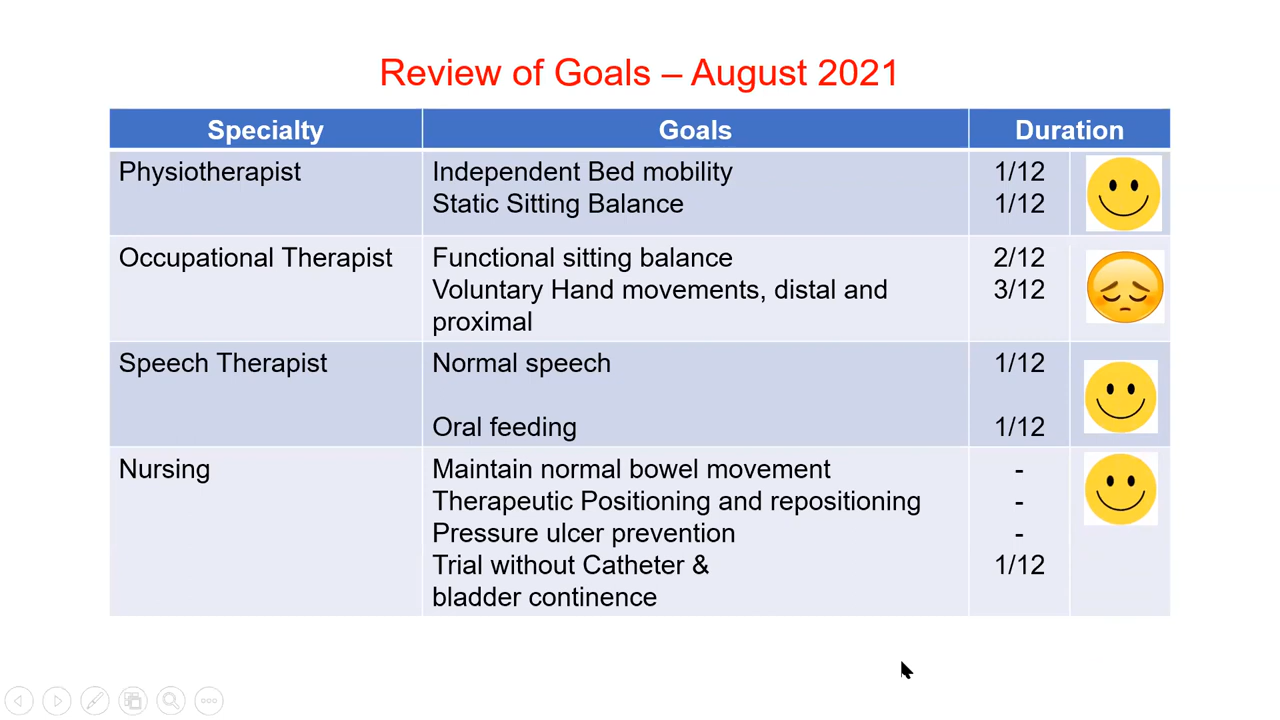 Review of Goals – August 2021
Specialty Goals Duration
Physiotherapist Independent Bed mobility 1/12
Static Sitting Balance 1/12
Occupational Therapist Functional sitting balance 2/12
Voluntary Hand movements, distal and 3/12
proximal
Speech Therapist Normal speech 1/12
Oral feeding 1/12
Nursing Maintain normal bowel movement -
Therapeutic Positioning and repositioning -
Pressure ulcer prevention -
Trial without Catheter & 1/12
bladder continence